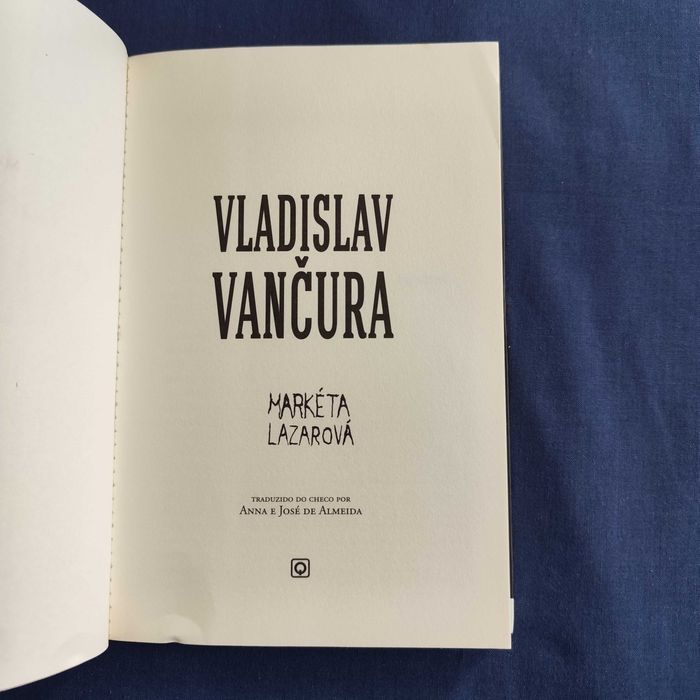 VLADISLAV
VANČURA
MARKÉTA
LAZAROVÁ
TRADUZIDO DO CHECO POR
ANNA E JOSÉ DE ALMEIDA
Q